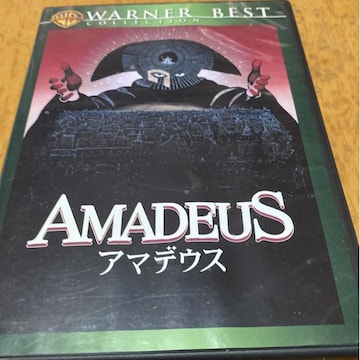 WARNER BEST
COLLECTION
AMADEUS
アマデウス